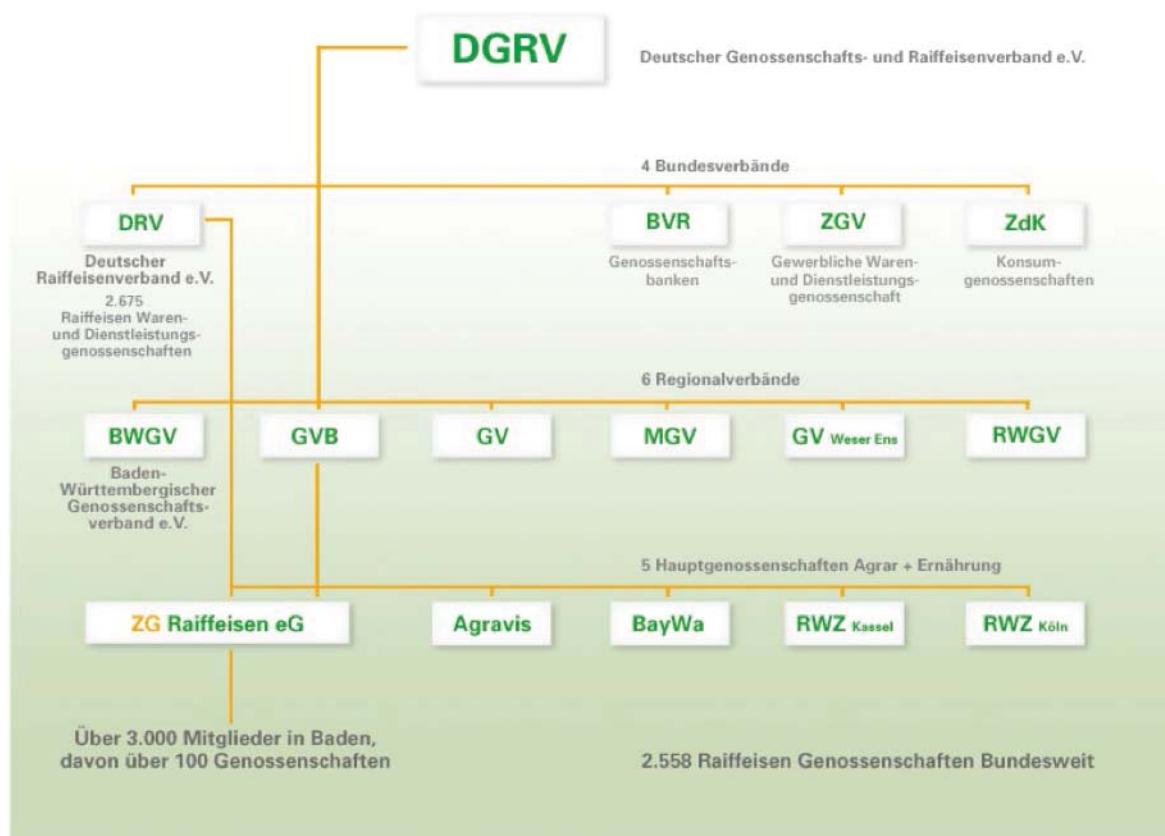 DGRV
Deutscher Genossenschafts- und Raiffeisenverband e.V.
4 Bundesverbände
DRV
BVR
ZGV
ZdK
Deutscher
Raiffeisenverband e.V.
2.675
Raiffeisen Waren-
und Dienstleistungs-
genossenschaften
Genossenschafts-
banken
Gewerbliche Waren-
und Dienstleistungs-
genossenschaft
Konsum-
genossenschaften
6 Regionalverbände
BWGV
GVB
GV
MGV
GV Weser Ens
RWGV
Baden-
Württembergischer
Genossenschafts-
verband e.V.
5 Hauptgenossenschaften Agrar + Ernährung
ZG Raiffeisen eG
Agravis
BayWa
RWZ Kassel
RWZ Köln
Über 3.000 Mitglieder in Baden,
davon über 100 Genossenschaften
2.558 Raiffeisen Genossenschaften Bundesweit